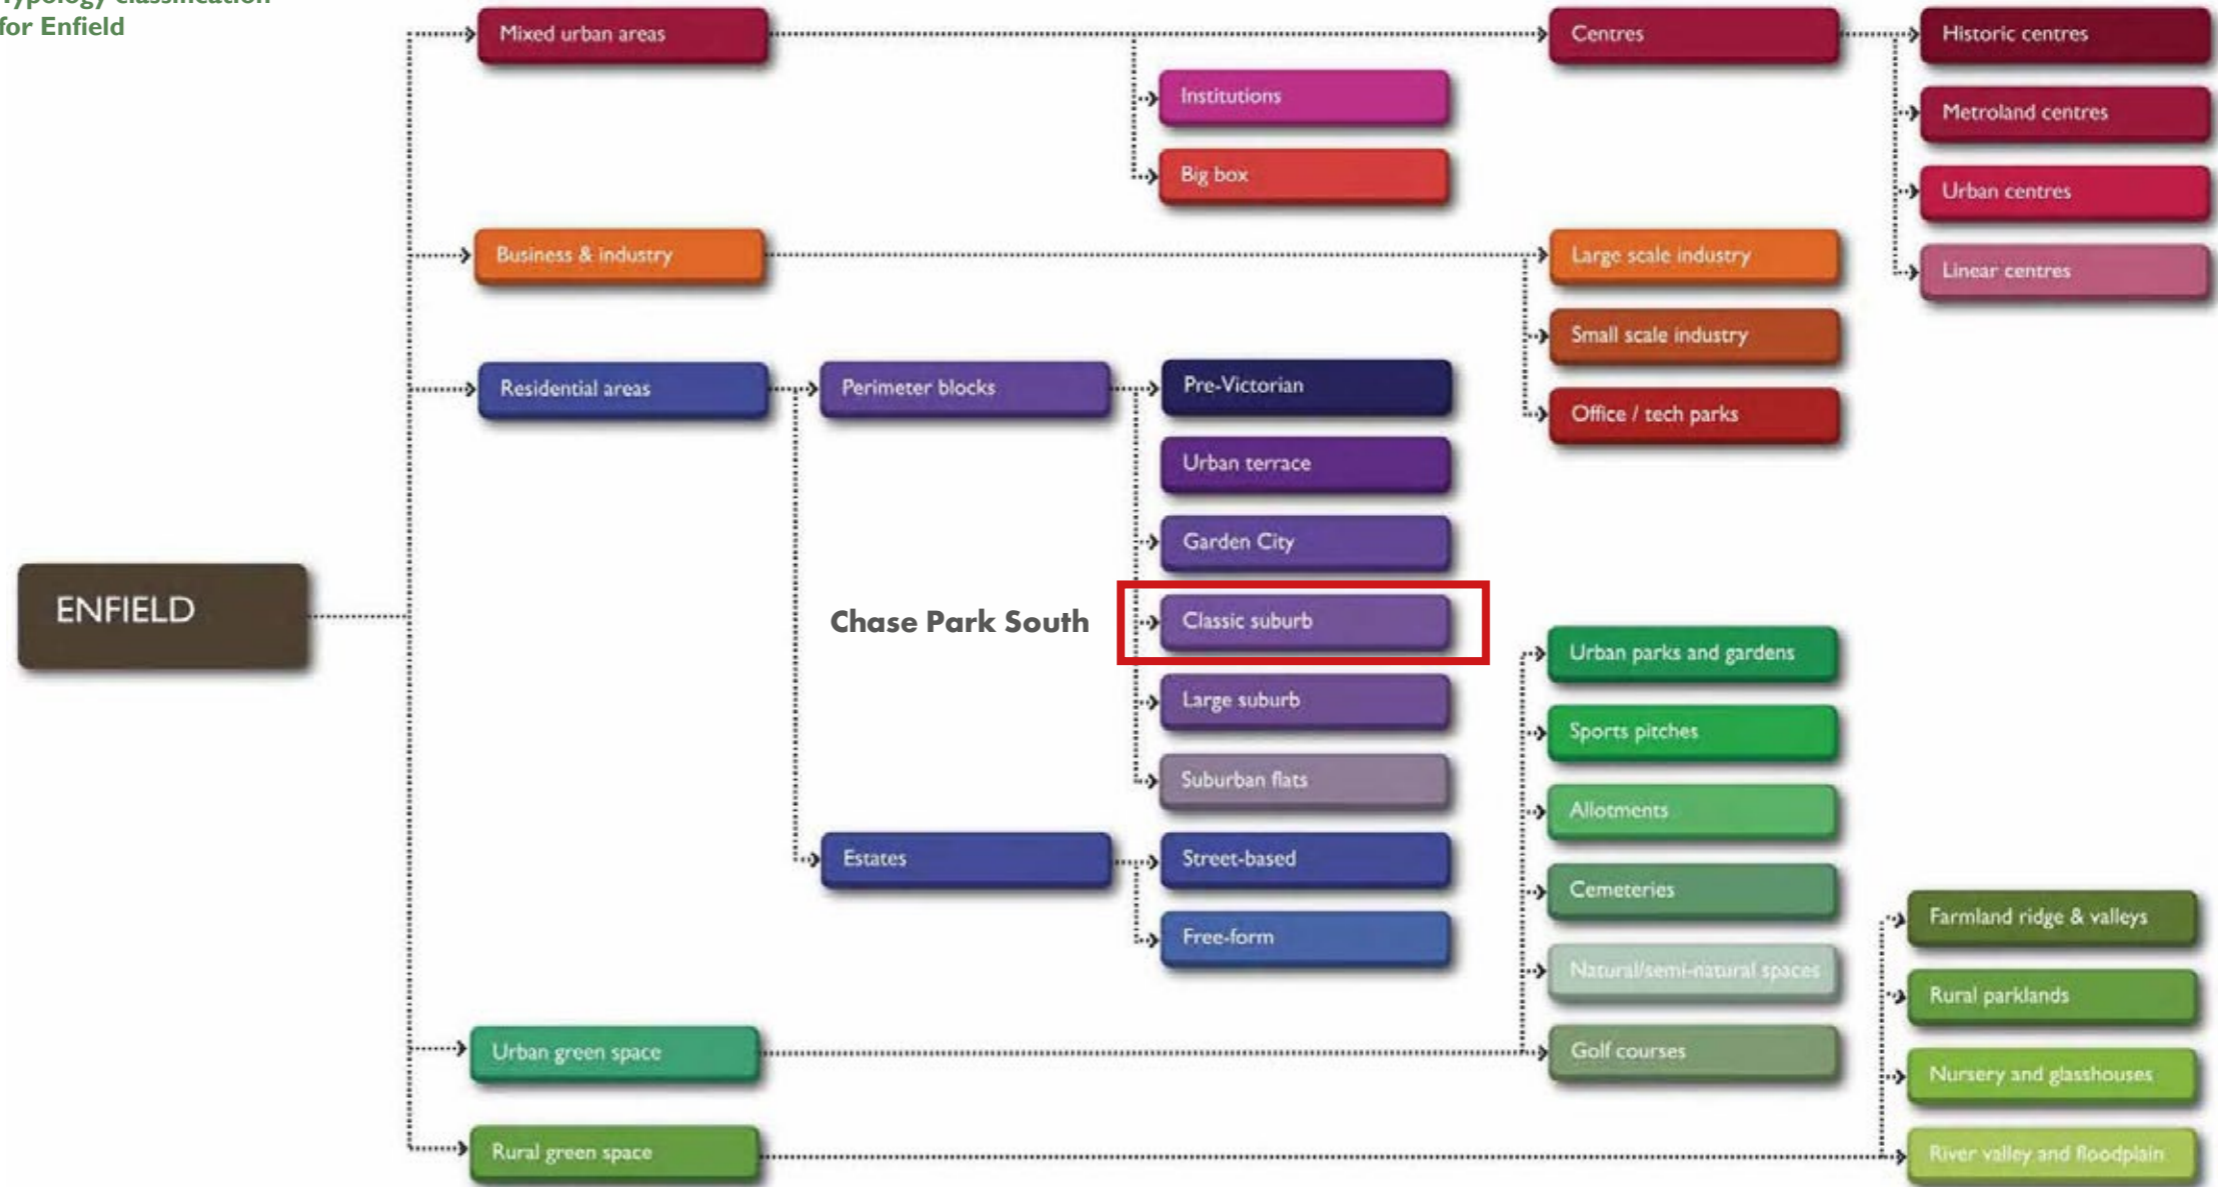 for Enfield
Mixed urban areas
Centres
Historic centres
Institutions
Metroland centres
Big box
Urban centres
Business & industry
Large scale industry
Linear centres
Small scale industry
Residential areas
Perimeter blocks
Pre-Victorian
Office / tech parks
Urban terrace
Garden City
ENFIELD
Chase Park South
Classic suburb
Urban parks and gardens
Large suburb
Sports pitches
Suburban flats
Allotments
Estates
Street-based
Cemeteries
Farmland ridge & valleys
Free-form
Natural/semi-natural spaces
Rural parklands
Urban green space
Golf courses
Nursery and glasshouses
Rural green space
River valley and floodplain